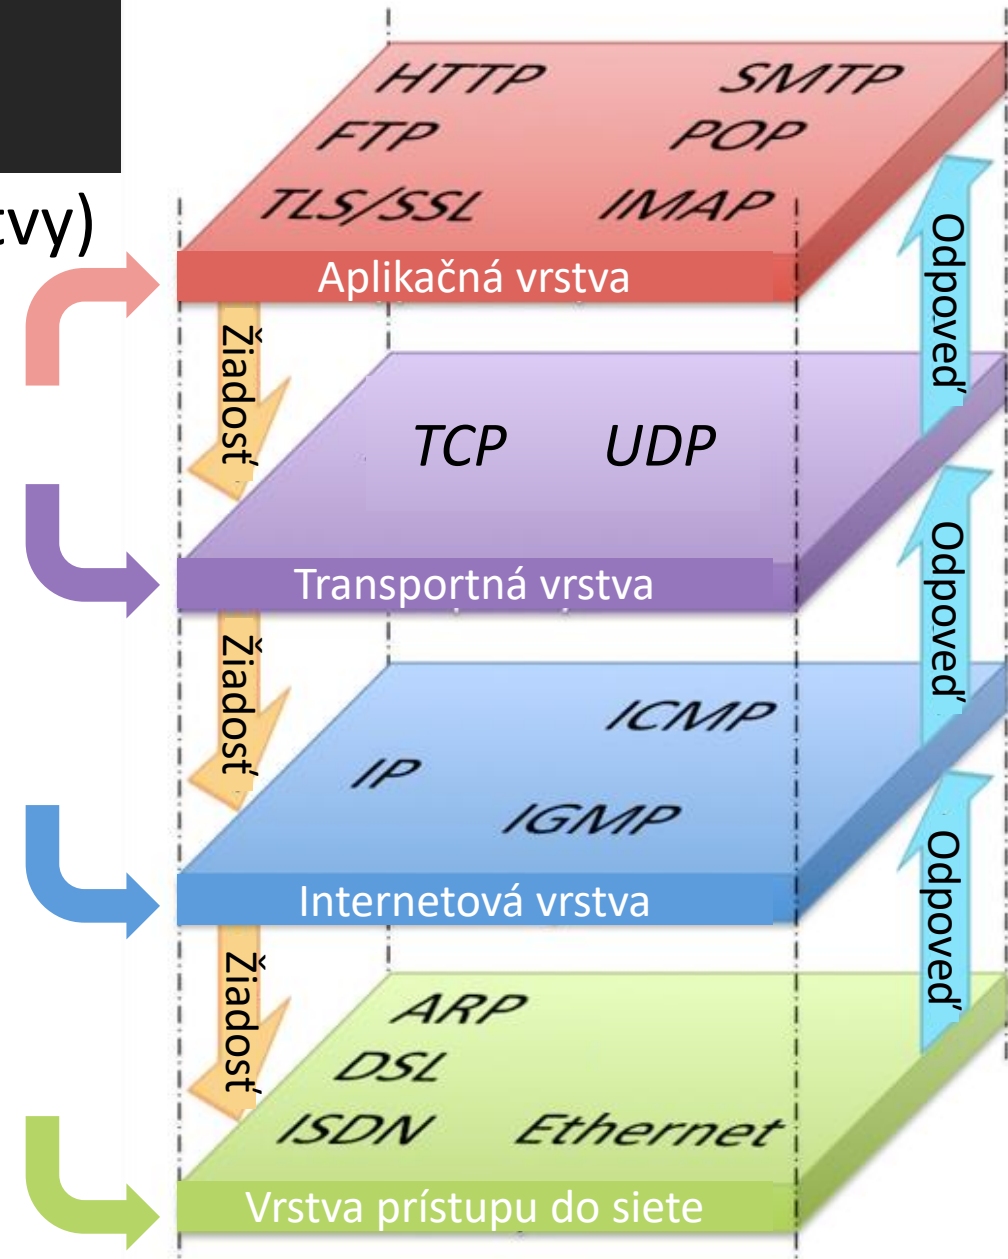 HTTP SMTP
FTP POP
TLS/SSL IMAP
tvy)
Aplikačná vrstva
Žiadosť
Odpoveď
TCP UDP
Transportná vrstva
Žiadosť
Odpoveď
ICMP
IP
IGMP
Internetová vrstva
Žiadosť
Odpoveď
ARP
DSL
ISDN Ethernet
Vrstva prístupu do siete